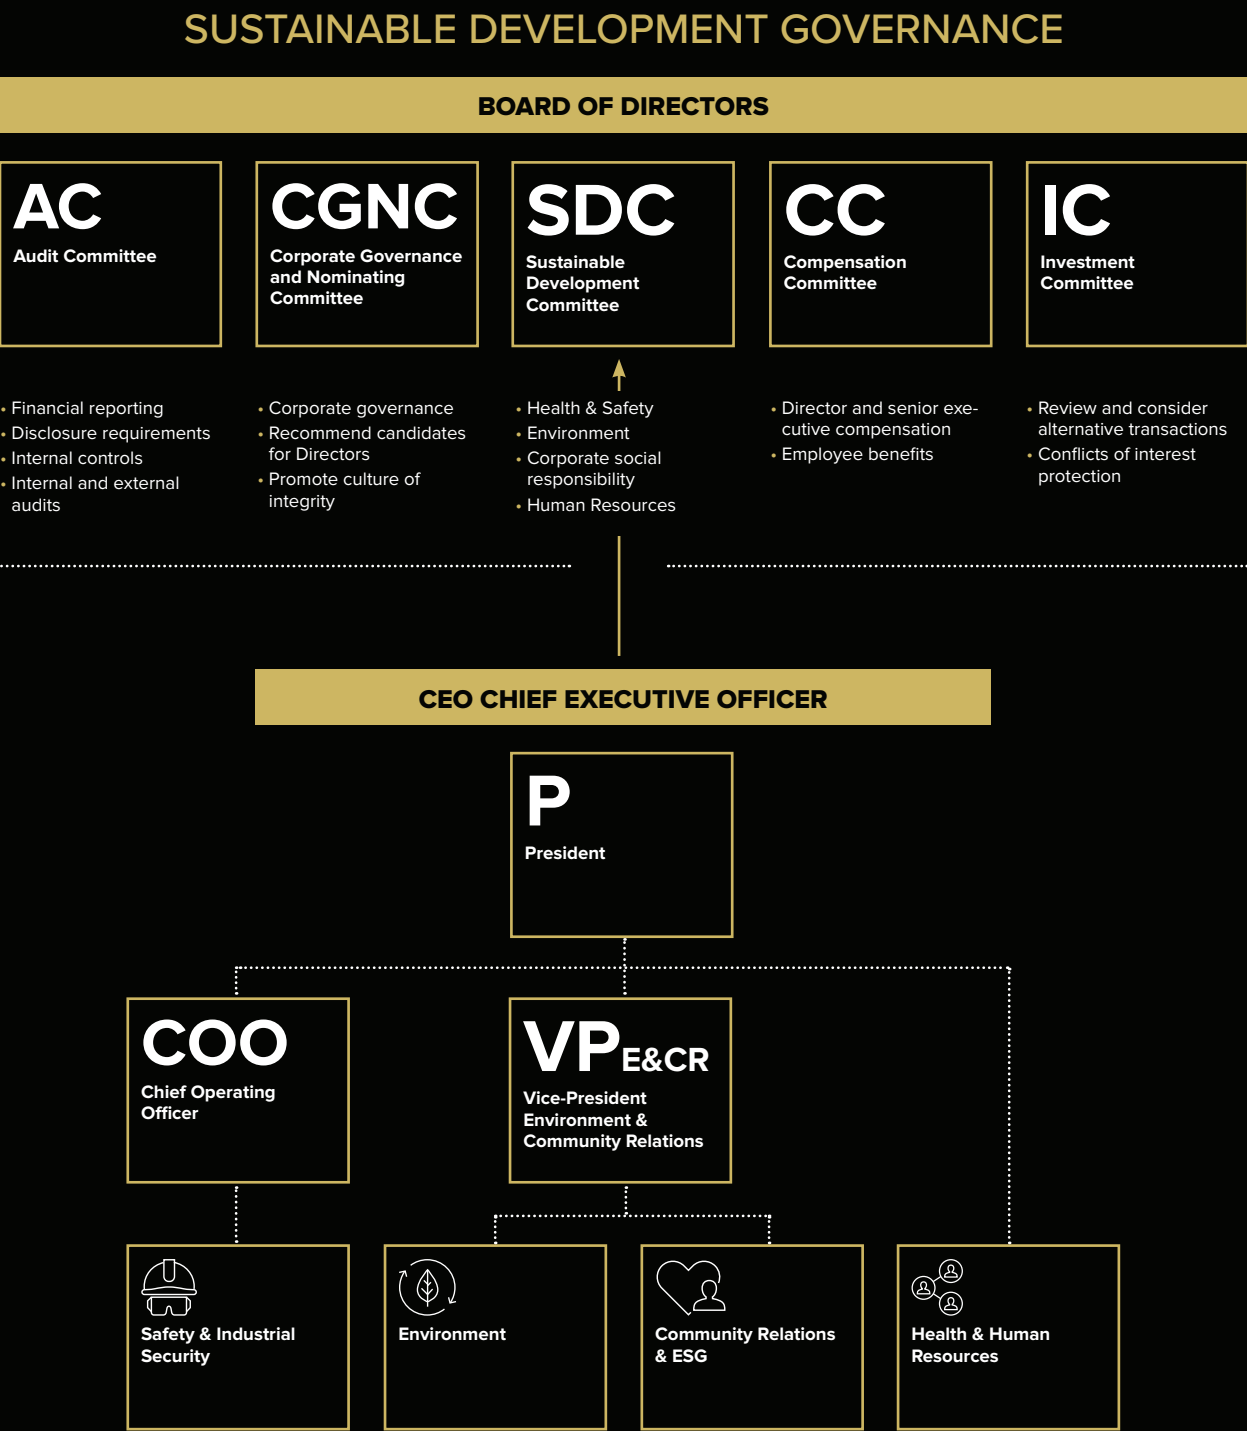 SUSTAINABLE DEVELOPMENT GOVERNANCE
BOARD OF DIRECTORS
AC
Audit Committee
CGNC
Corporate Governance
and Nominating
Committee
SDC
Sustainable
Development
Committee
CC
Compensation
Committee
IC
Investment
Committee
• Financial reporting
• Disclosure requirements
• Internal controls
• Internal and external
audits
• Corporate governance
• Recommend candidates
for Directors
• Promote culture of
integrity
• Health & Safety
• Environment
• Corporate social
responsibility
• Human Resources
• Director and senior exe-
cutive compensation
• Employee benefits
• Review and consider
alternative transactions
• Conflicts of interest
protection
CEO CHIEF EXECUTIVE OFFICER
P
President
COO
Chief Operating
Officer
VP E&CR
Vice-President
Environment &
Community Relations
Safety & Industrial
Security
Environment
Community Relations
& ESG
Health & Human
Resources